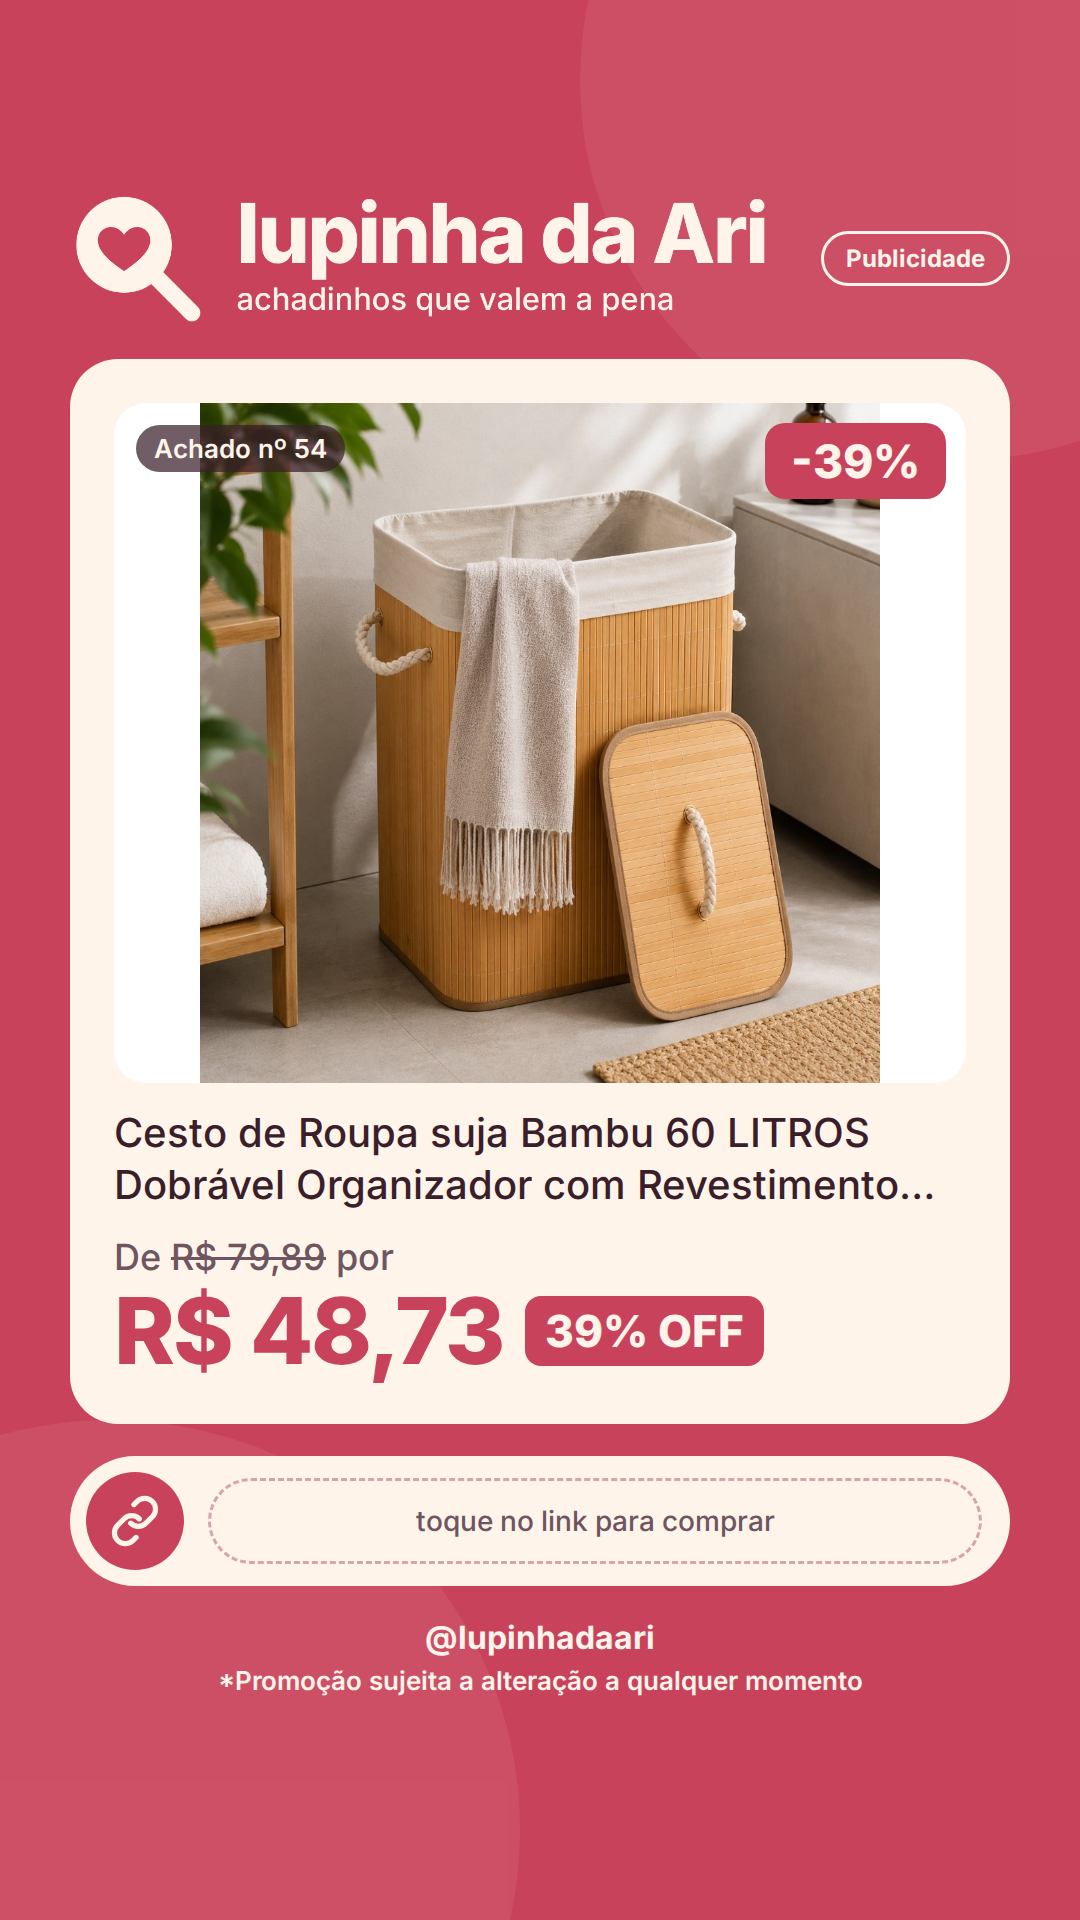 lupinha da Ari
achadinhos que valem a pena
Publicidade
Achado nº 54
-39%
Cesto de Roupa suja Bambu 60 LITROS
Dobrável Organizador com Revestimento...
De R$ 79,89 por
R$ 48,73
39% OFF
toque no link para comprar
@lupinhadaari
*Promoção sujeita a alteração a qualquer momento